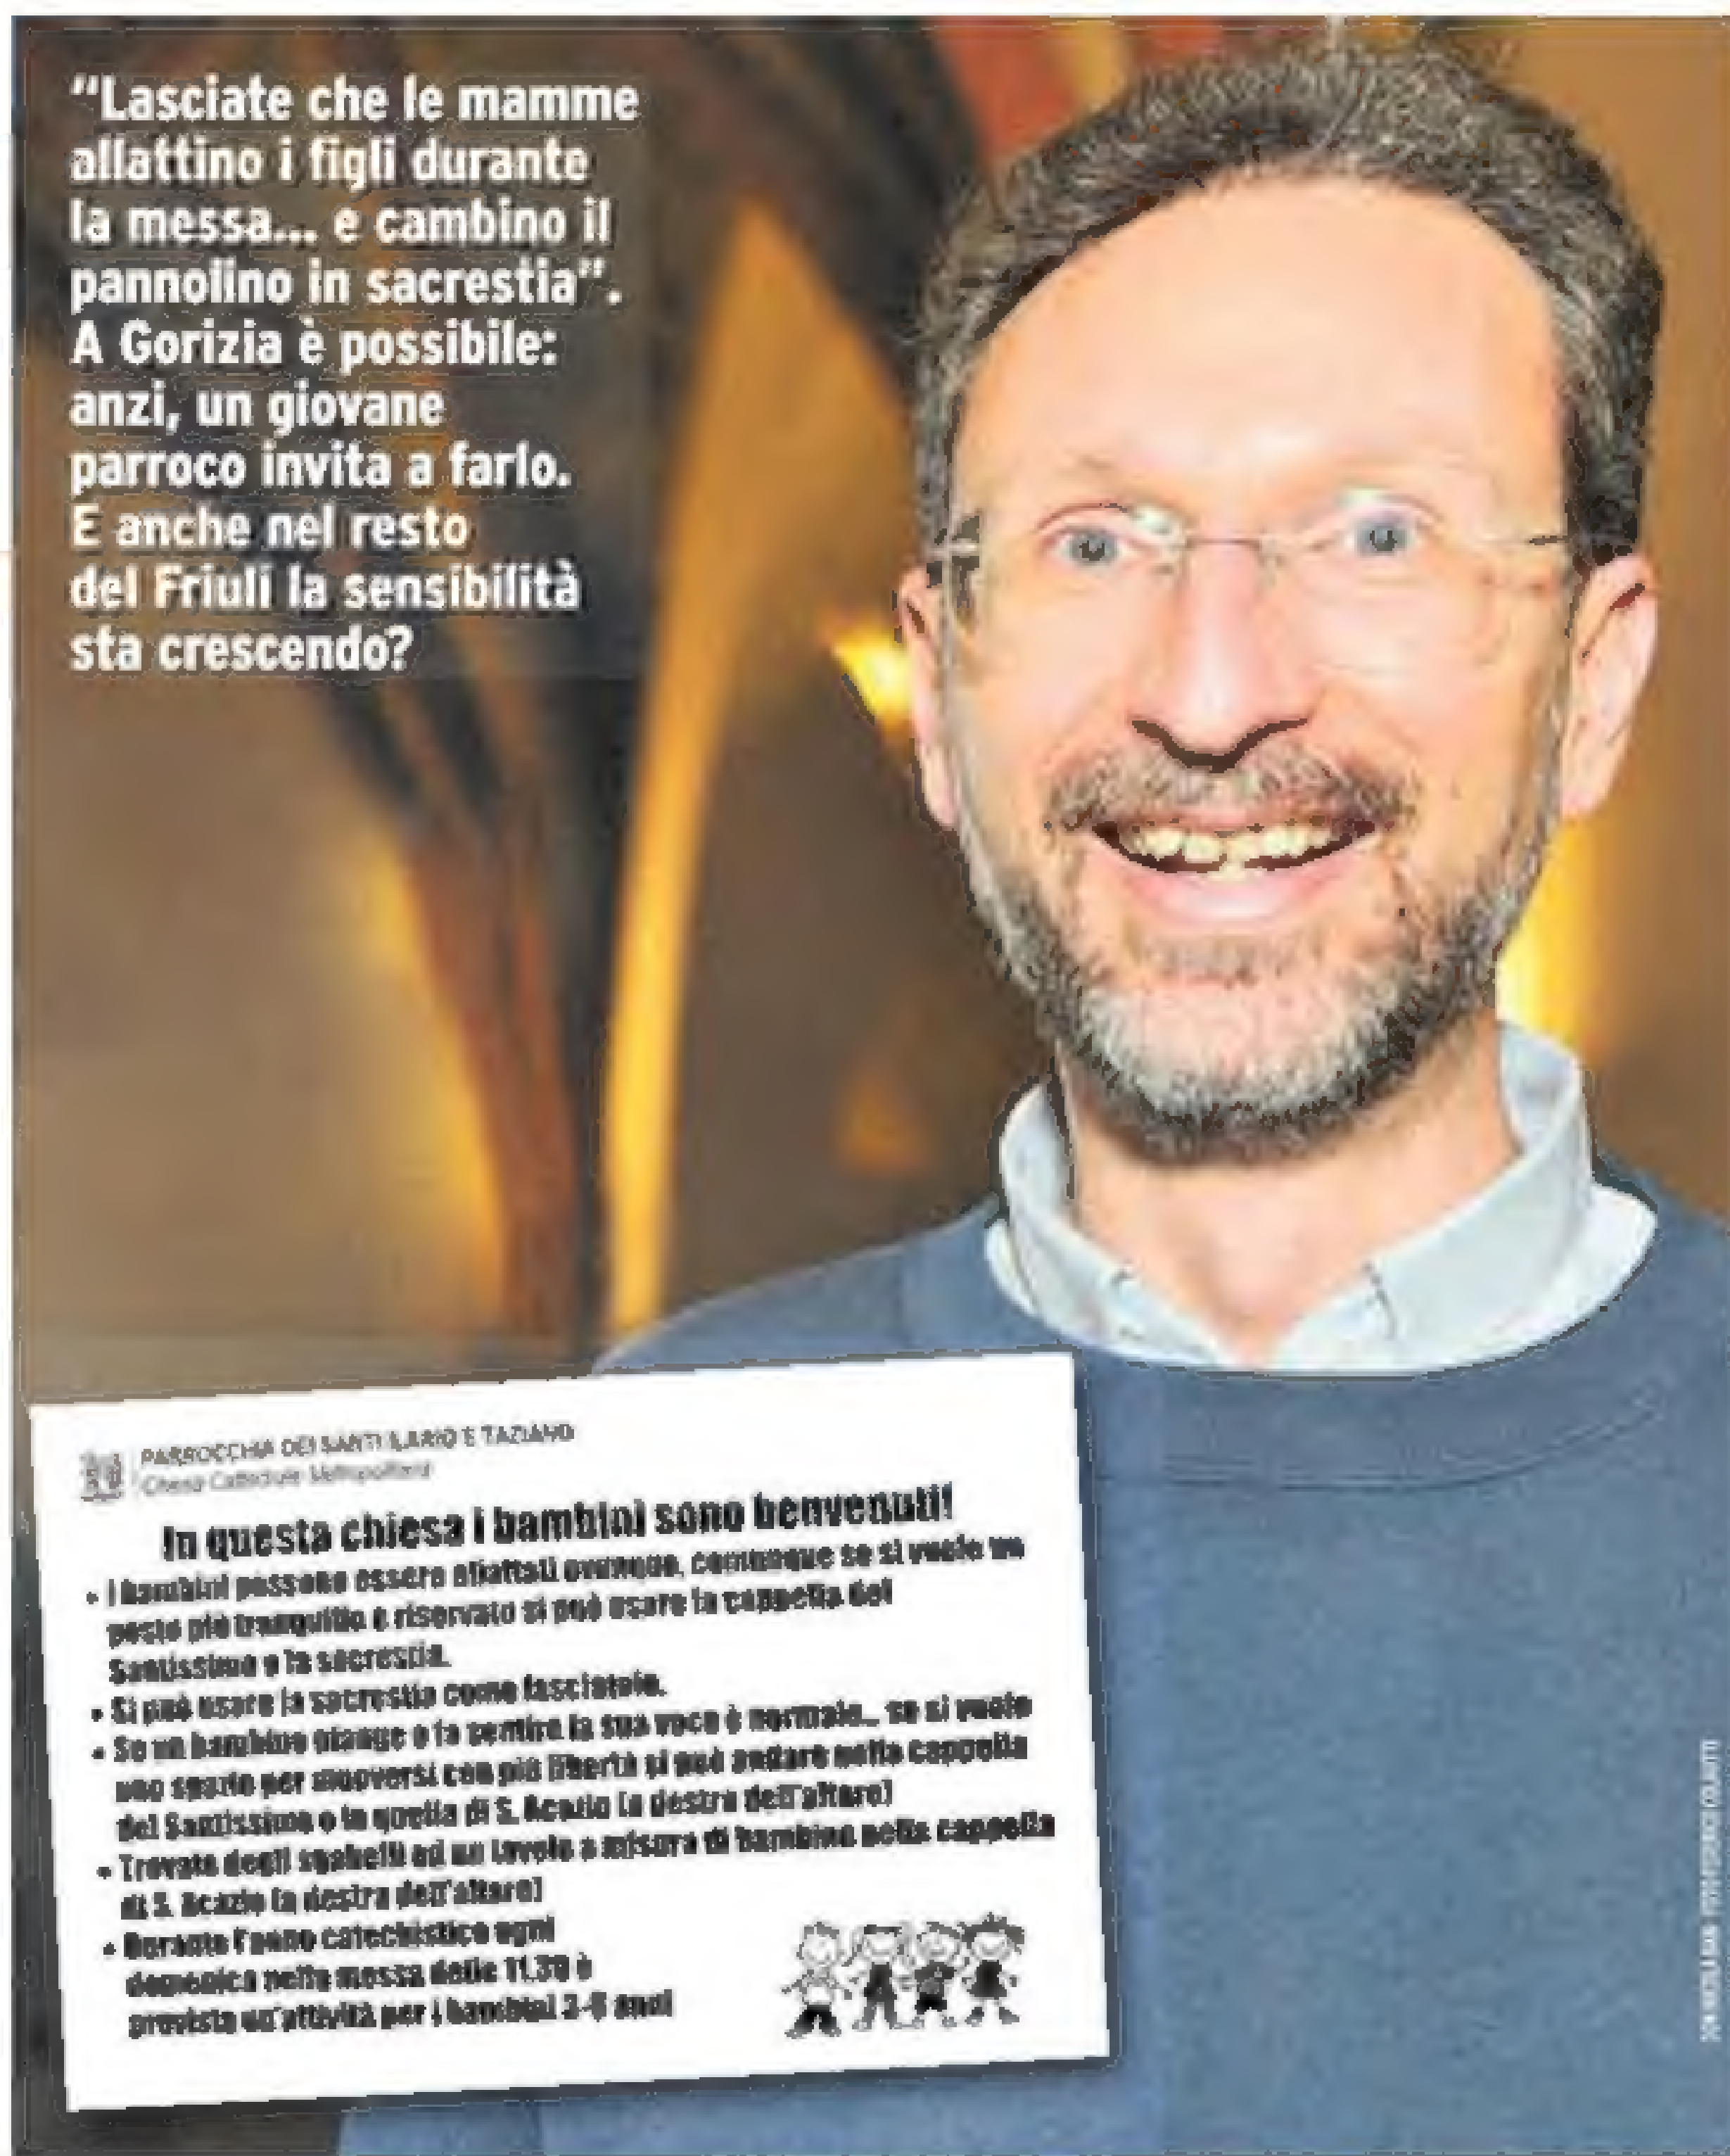 “Lasciate che le mamme
allattino i figli durante
la messa... e cambino il
pannolino in sacrestia”.
A Gorizia è possibile:
anzi, un giovane
parroco invita a farlo.
E anche nel resto
del Friuli la sensibilità
sta crescendo?
PARROCCHIA DEI SANTI ILARIO E TAZIANO
Chiesa Cattedrale Metropolitana
In questa chiesa i bambini sono benvenuti!
• I bambini possono essere allattati ovunque, comunque se si vuole un
posto più tranquillo e riservato si può usare la cappella del
Santissimo o la sacrestia.
• Si può usare la sacrestia come fasciatoio.
• Se un bambino piange o fa sentire la sua voce è normale... se si vuole
uno spazio per muoversi con più libertà si può andare nella cappella
del Santissimo o in quella di S. Acazio (a destra dell'altare)
• Trovate degli sgabelli ed un tavolo a misura di bambino nella cappella
di S. Acazio (a destra dell'altare)
• Durante l'anno catechistico ogni
domenica nella messa delle 11.30 è
prevista un'attività per i bambini 3-6 anni
DON NICOLA BAN